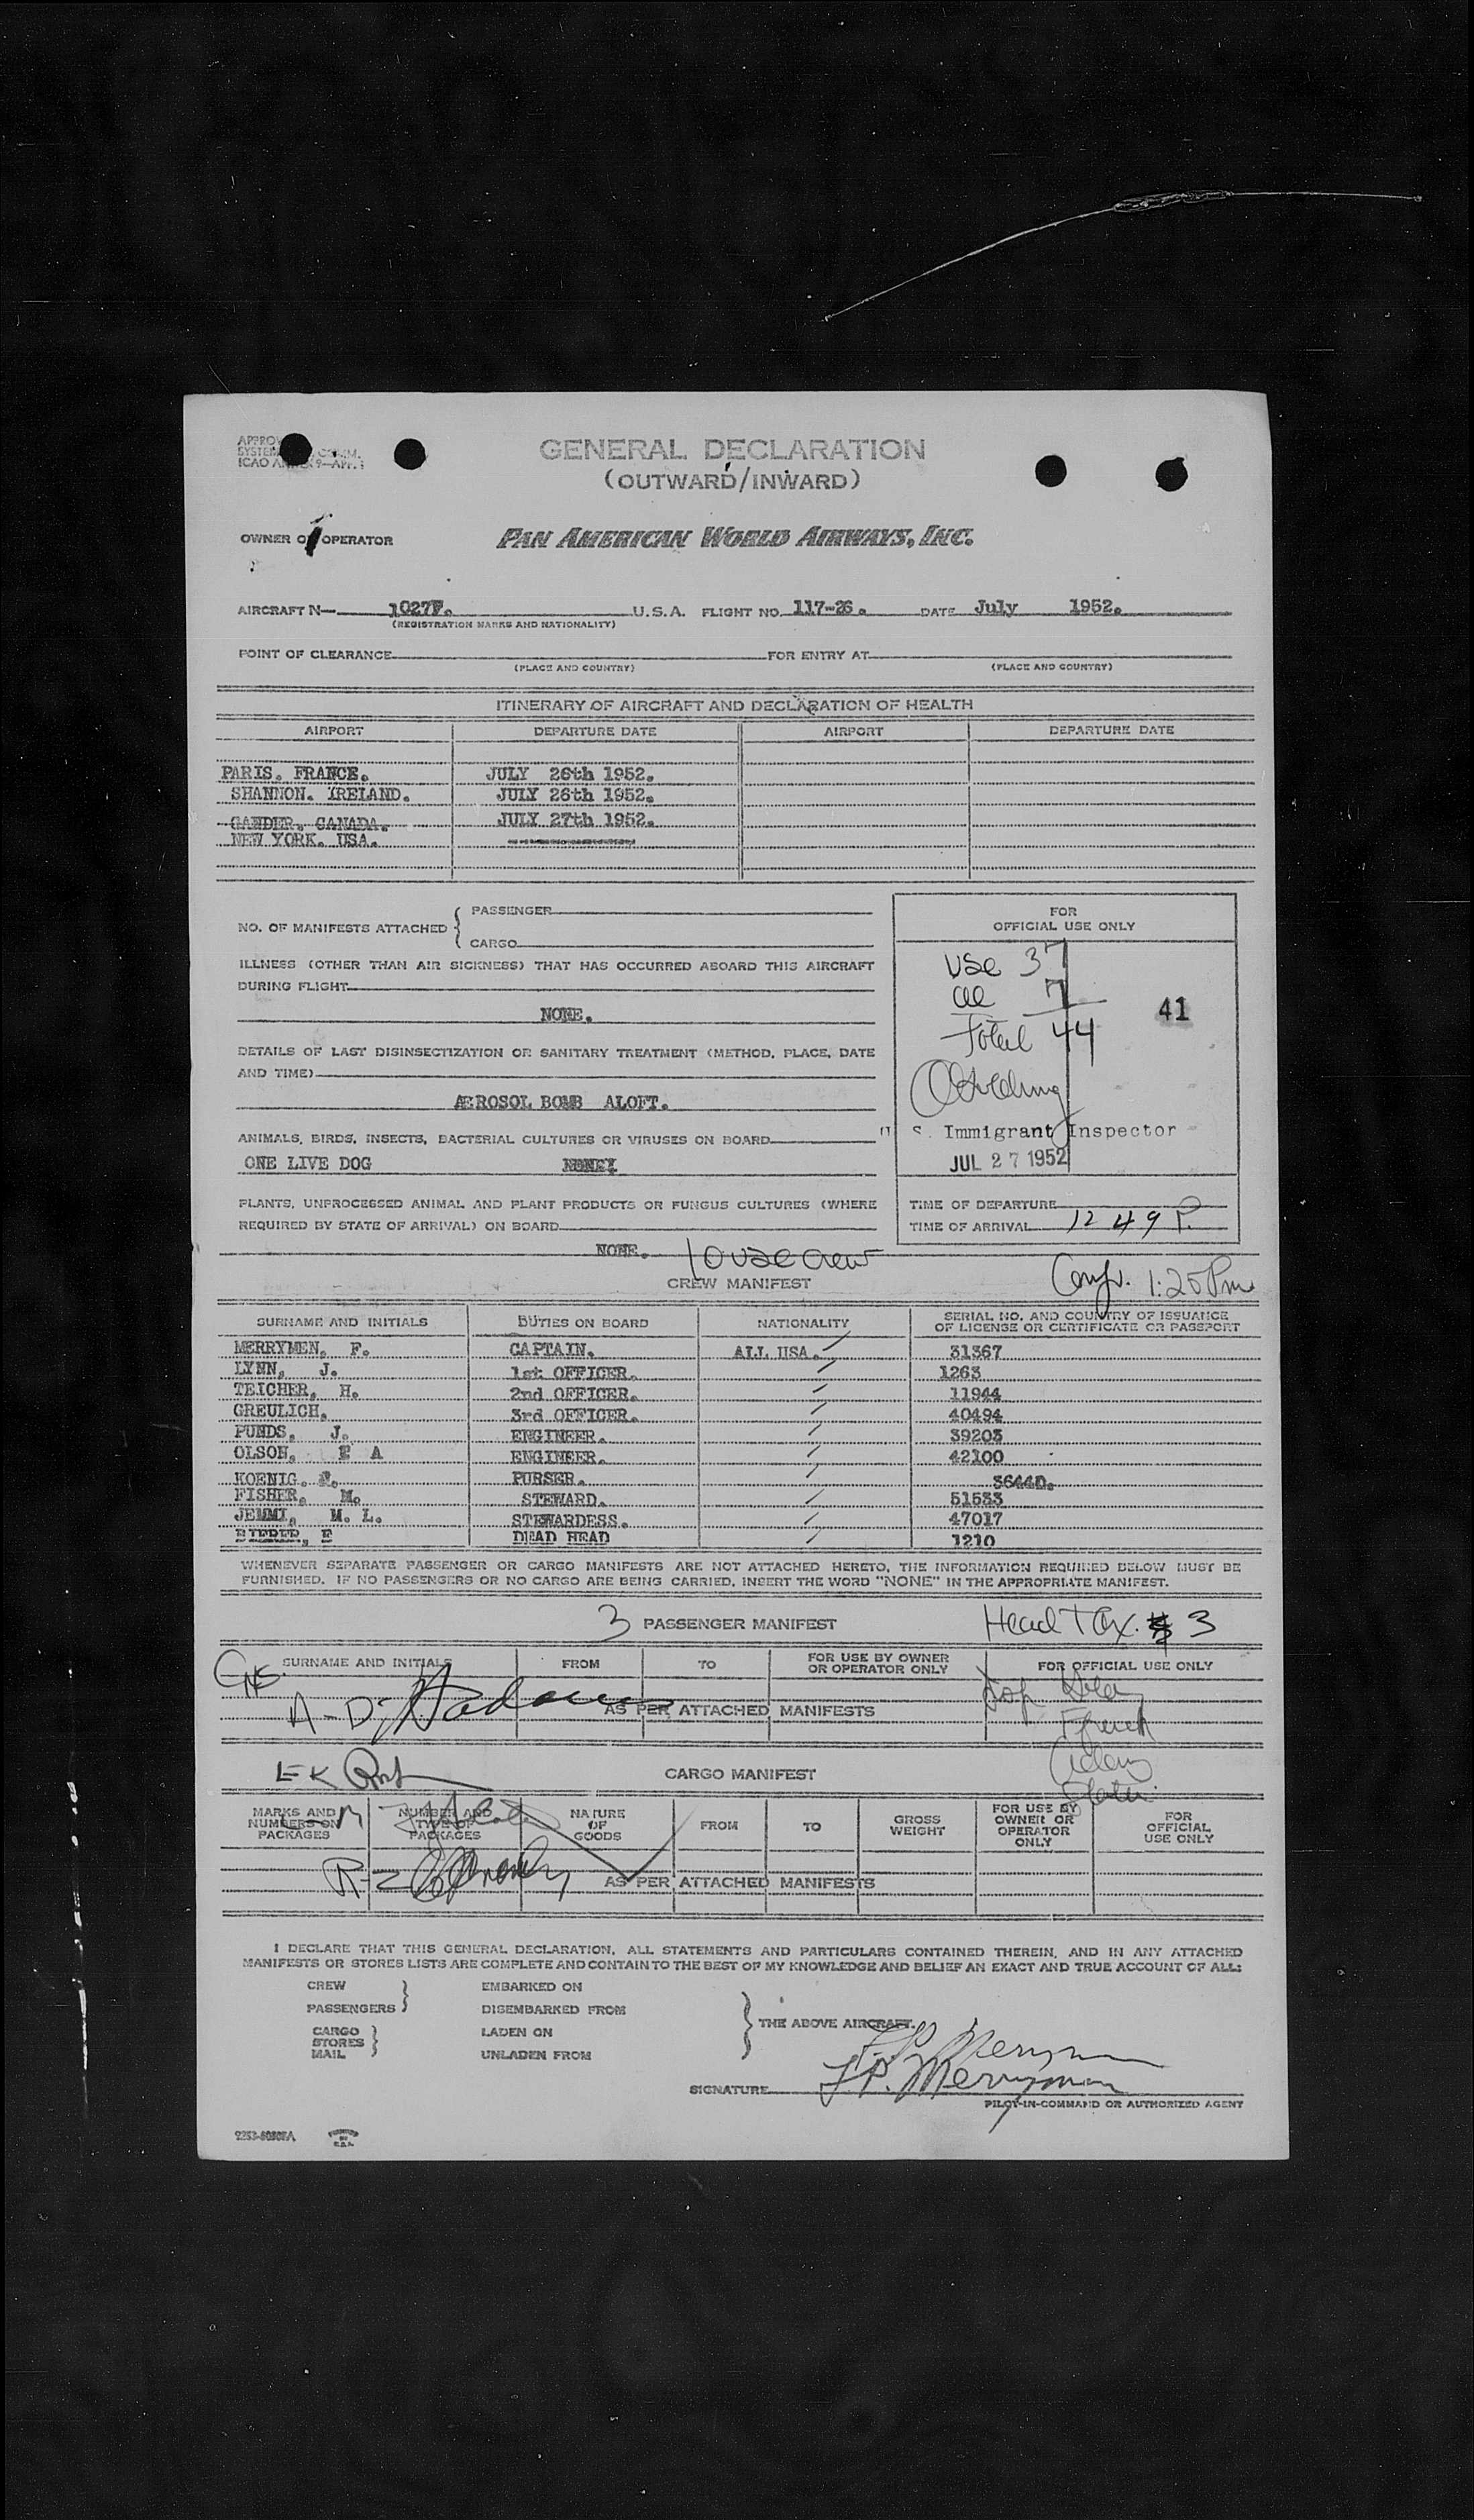 GENERAL DECLARATION
(OUTWARD/INWARD)
OWNER OPERATOR
PAN AMERICAN WORLD AIRWAYS, INC.
AIRCRAFT N— 1027V. U.S.A. FLIGHT NO. 117-26. DATE July 1952.
(REGISTRATION MARKS AND NATIONALITY)
POINT OF CLEARANCE FOR ENTRY AT
(PLACE AND COUNTRY) (PLACE AND COUNTRY)
ITINERARY OF AIRCRAFT AND DECLARATION OF HEALTH
AIRPORT DEPARTURE DATE AIRPORT DEPARTURE DATE
PARIS. FRANCE. JULY 26th 1952.
SHANNON. IRELAND. JULY 26th 1952.
GANDER. CANADA. JULY 27th 1952.
NEW YORK. USA.
NO. OF MANIFESTS ATTACHED { PASSENGER
CARGO
ILLNESS (OTHER THAN AIR SICKNESS) THAT HAS OCCURRED ABOARD THIS AIRCRAFT
DURING FLIGHT
NONE.
DETAILS OF LAST DISINSECTIZATION OR SANITARY TREATMENT (METHOD, PLACE, DATE
AND TIME)
AEROSOL BOMB ALOFT.
ANIMALS, BIRDS, INSECTS, BACTERIAL CULTURES OR VIRUSES ON BOARD
ONE LIVE DOG
PLANTS, UNPROCESSED ANIMAL AND PLANT PRODUCTS OR FUNGUS CULTURES (WHERE
REQUIRED BY STATE OF ARRIVAL) ON BOARD
NONE. 10 USC Crew
FOR
OFFICIAL USE ONLY
USC 37
al 7
41
Total 44
U. S. Immigrant Inspector
JUL 27 1952
TIME OF DEPARTURE
TIME OF ARRIVAL 12 49 P.
1:20 Pm
CREW MANIFEST
SURNAME AND INITIALS DUTIES ON BOARD NATIONALITY SERIAL NO. AND COUNTRY OF ISSUANCE
OF LICENSE OR CERTIFICATE OR PASSPORT
MERRYMEN, F. CAPTAIN. ALL USA. 31367
LYNN, J. 1st OFFICER. 1263
TEICHER, H. 2nd OFFICER. 11944
GREULICH. 3rd OFFICER. 40494
PUNDS. J. ENGINEER. 39203
OLSON, E A ENGINEER. 42100
KOENIG. PURSER. 3644D.
FISHER, M. STEWARD. 51533
JEMMI, M. L. STEWARDESS. 47017
BIEBER, E DEAD HEAD 1210
WHENEVER SEPARATE PASSENGER OR CARGO MANIFESTS ARE NOT ATTACHED HERETO, THE INFORMATION REQUIRED BELOW MUST BE
FURNISHED. IF NO PASSENGERS OR NO CARGO ARE BEING CARRIED, INSERT THE WORD "NONE" IN THE APPROPRIATE MANIFEST.
3 PASSENGER MANIFEST Head Tax. $ 3
SURNAME AND INITIALS FROM TO FOR USE BY OWNER
OR OPERATOR ONLY FOR OFFICIAL USE ONLY
A-D
AS PER ATTACHED MANIFESTS
French
E-K
CARGO MANIFEST
MARKS AND
NUMBERS ON
PACKAGES NUMBER AND
TYPE OF
PACKAGES NATURE
OF
GOODS FROM TO GROSS
WEIGHT FOR USE BY
OWNER OR
OPERATOR
ONLY FOR
OFFICIAL
USE ONLY
R-Z
AS PER ATTACHED MANIFESTS
I DECLARE THAT THIS GENERAL DECLARATION, ALL STATEMENTS AND PARTICULARS CONTAINED THEREIN, AND IN ANY ATTACHED
MANIFESTS OR STORES LISTS ARE COMPLETE AND CONTAIN TO THE BEST OF MY KNOWLEDGE AND BELIEF AN EXACT AND TRUE ACCOUNT OF ALL:
CREW EMBARKED ON
PASSENGERS DISEMBARKED FROM
THE ABOVE AIRCRAFT.
CARGO LADEN ON
STORES
MAIL UNLADEN FROM
F.P. Merryman
SIGNATURE F.P. Merryman
PILOT-IN-COMMAND OR AUTHORIZED AGENT